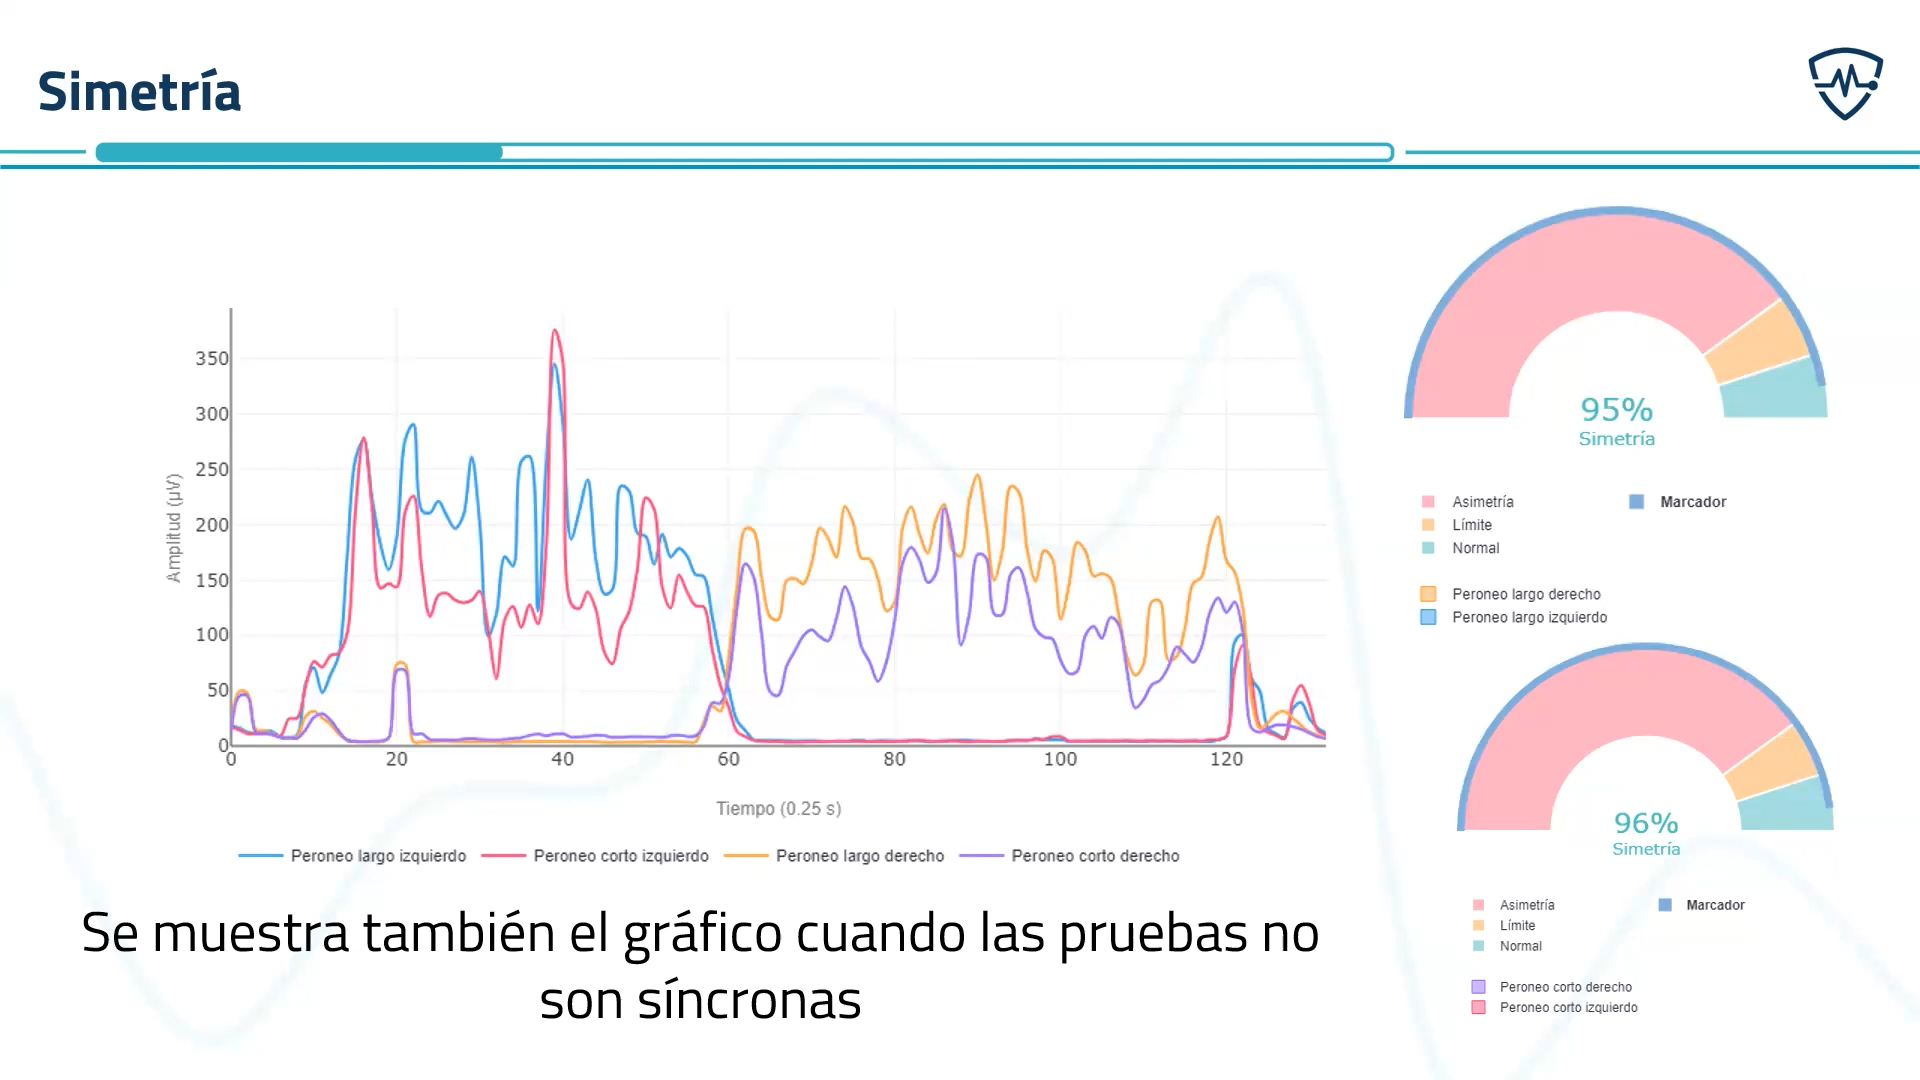 Simetría
350
300
250
200
150
100
50
0
Amplitud (µV)
0 20 40 60 80 100 120
Tiempo (0.25 s)
Peroneo largo izquierdo Peroneo corto izquierdo Peroneo largo derecho Peroneo corto derecho
Se muestra también el gráfico cuando las pruebas no
son síncronas
95%
Simetría
Asimetría Marcador
Límite
Normal
Peroneo largo derecho
Peroneo largo izquierdo
96%
Simetría
Asimetría Marcador
Límite
Normal
Peroneo corto derecho
Peroneo corto izquierdo